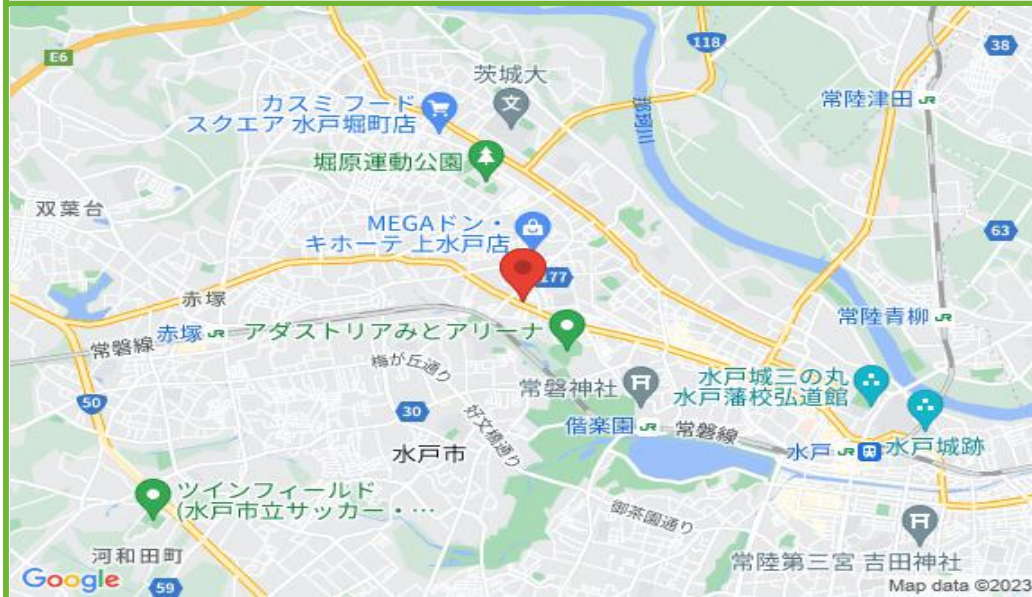 E6
118
38
茨城大
カスミ フード
スクエア 水戸堀町店
常陸津田 JR
那珂川
堀原運動公園
双葉台
MEGAドン・
キホーテ 上水戸店
63
177
赤塚
赤塚 JR
アダストリアみとアリーナ
常陸青柳 JR
常磐線
梅が丘通り
常磐神社
水戸城三の丸
水戸藩校弘道館
50
30
好文橋通り
偕楽園 JR
常磐線
水戸市
水戸 JR
水戸城跡
ツインフィールド
(水戸市立サッカー・…
御茶園通り
河和田町
常陸第三宮 吉田神社
Google
59
Map data ©2023